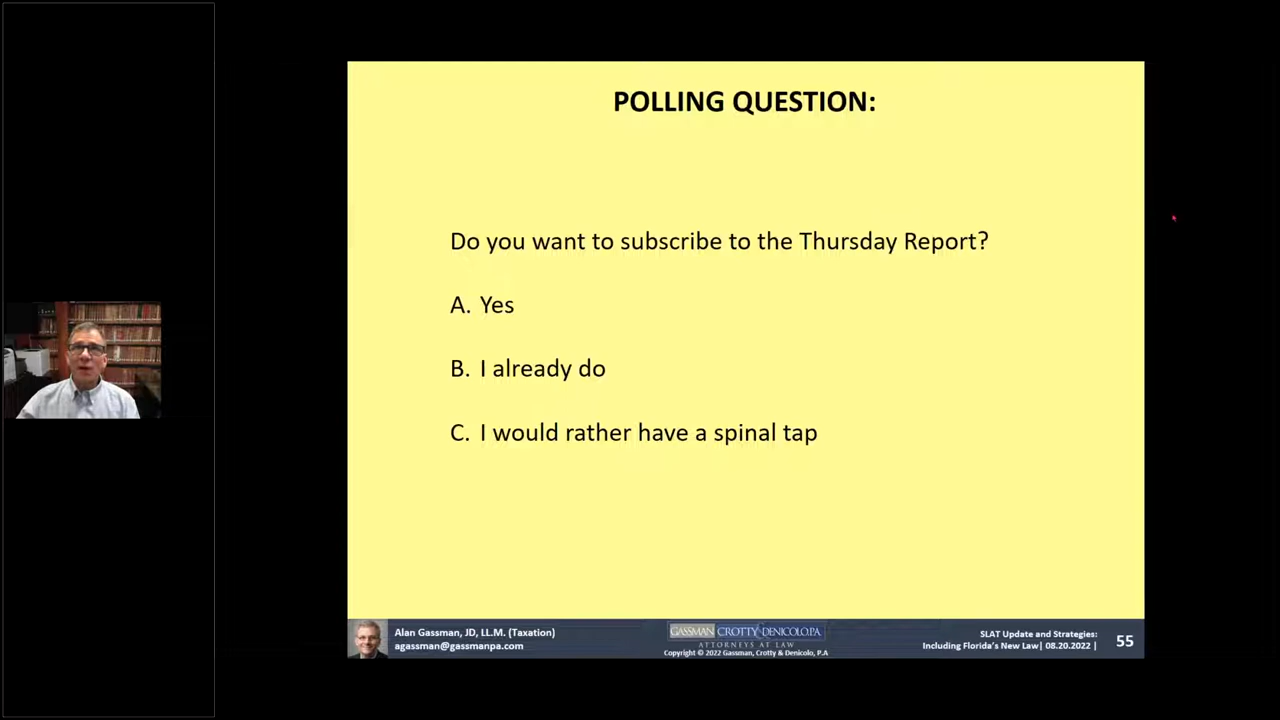 POLLING QUESTION:
Do you want to subscribe to the Thursday Report?
A. Yes
B. I already do
C. I would rather have a spinal tap
Alan Gassman, JD, LL.M. (Taxation)
agassman@gassmanpa.com
GASSMAN CROTTY & DENICOLO, P.A.
ATTORNEYS AT LAW
Copyright © 2022 Gassman, Crotty & Denicolo, P.A
SLAT Update and Strategies:
Including Florida's New Law| 08.20.2022 |
55